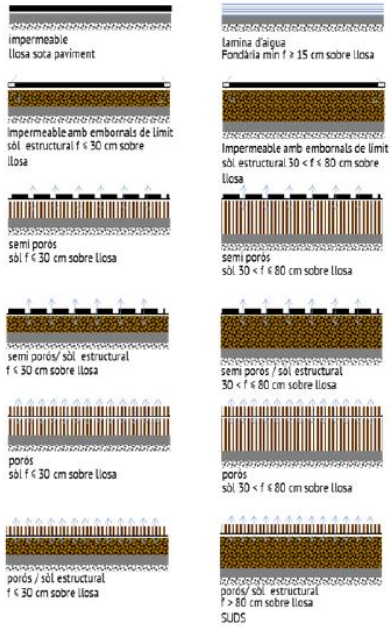 impermeable
llosa sota paviment
lamina d'aigua
Fondària min f ≥ 15 cm sobre llosa
Impermeable amb embornals de límit
sòl estructural f ≤ 30 cm sobre
llosa
Impermeable amb embornals de límit
sòl estructural 30 < f ≤ 80 cm sobre
llosa
semi porós
sòl f ≤ 30 cm sobre llosa
semi porós
sòl 30 < f ≤ 80 cm sobre llosa
semi porós/ sòl estructural
f ≤ 30 cm sobre llosa
semi porós / sòl estructural
30 < f ≤ 80 cm sobre llosa
porós
sòl f ≤ 30 cm sobre llosa
porós
sòl 30 < f ≤ 80 cm sobre llosa
porós / sòl estructural
f ≤ 30 cm sobre llosa
porós/ sòl estructural
f > 80 cm sobre llosa
SUDS